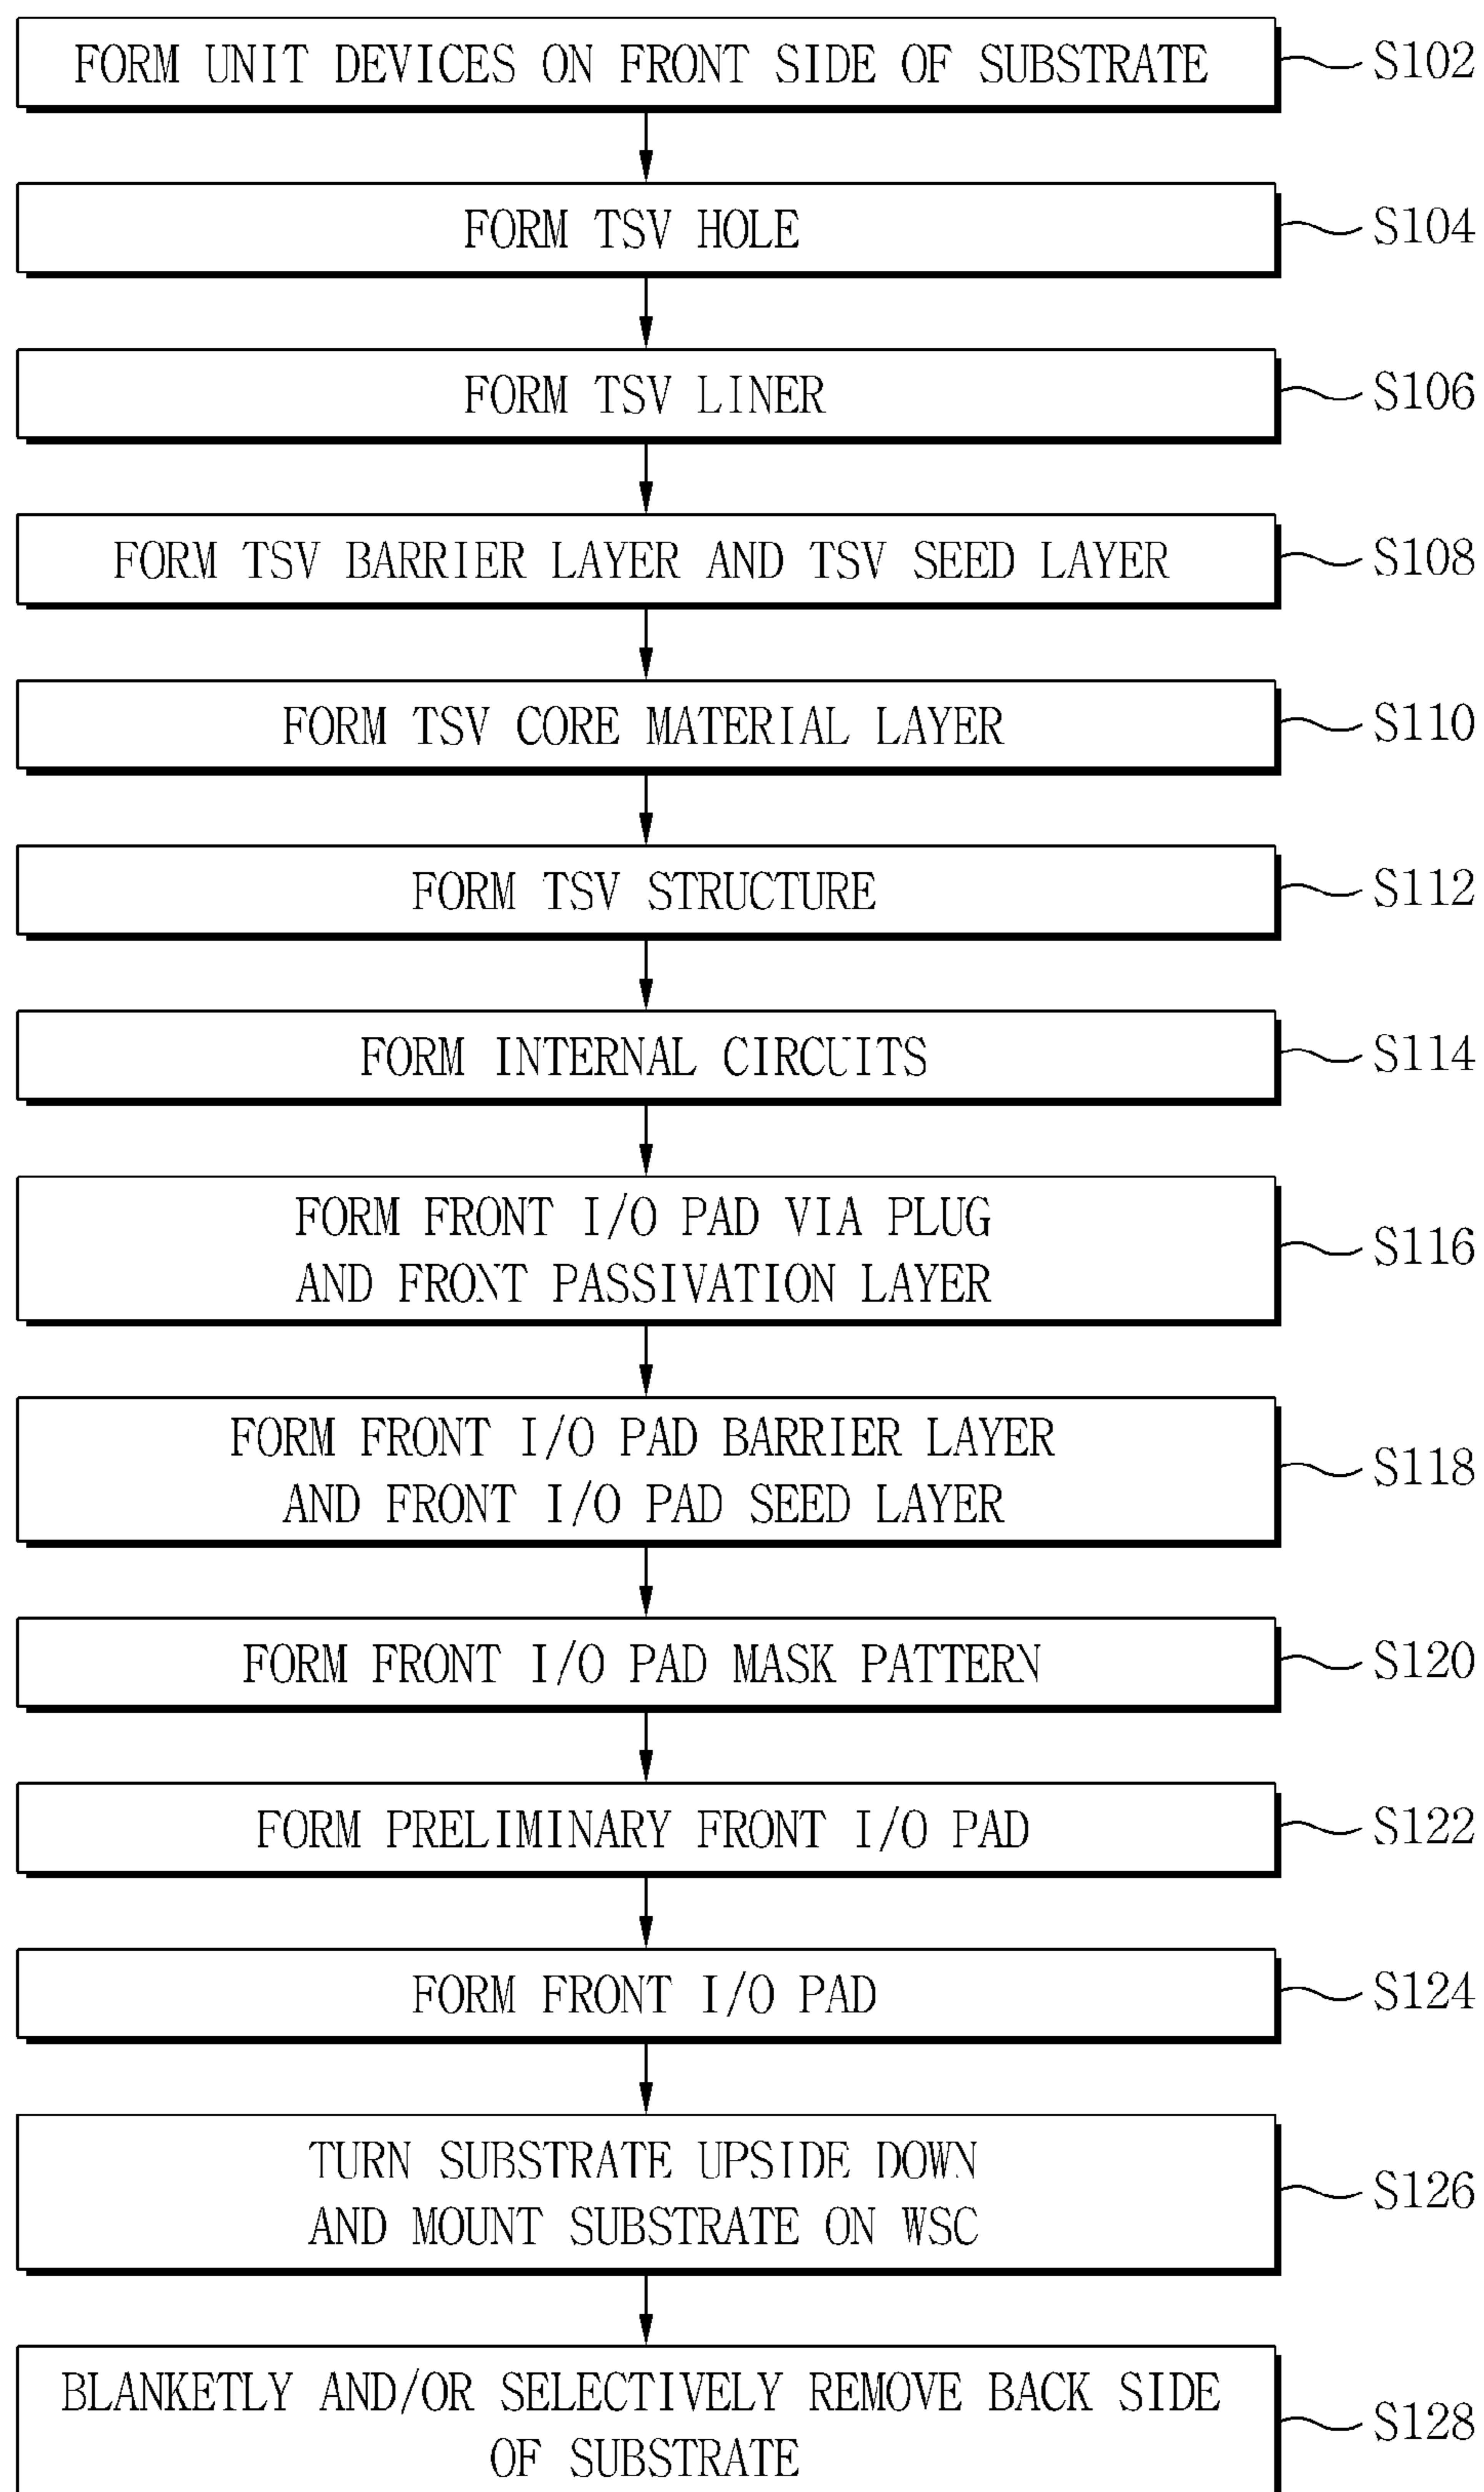 FORM UNIT DEVICES ON FRONT SIDE OF SUBSTRATE
S102
FORM TSV HOLE
S104
FORM TSV LINER
S106
FORM TSV BARRIER LAYER AND TSV SEED LAYER
S108
FORM TSV CORE MATERIAL LAYER
S110
FORM TSV STRUCTURE
S112
FORM INTERNAL CIRCUITS
S114
FORM FRONT I/O PAD VIA PLUG
AND FRONT PASSIVATION LAYER
S116
FORM FRONT I/O PAD BARRIER LAYER
AND FRONT I/O PAD SEED LAYER
S118
FORM FRONT I/O PAD MASK PATTERN
S120
FORM PRELIMINARY FRONT I/O PAD
S122
FORM FRONT I/O PAD
S124
TURN SUBSTRATE UPSIDE DOWN
AND MOUNT SUBSTRATE ON WSC
S126
BLANKETLY AND/OR SELECTIVELY REMOVE BACK SIDE
OF SUBSTRATE
S128